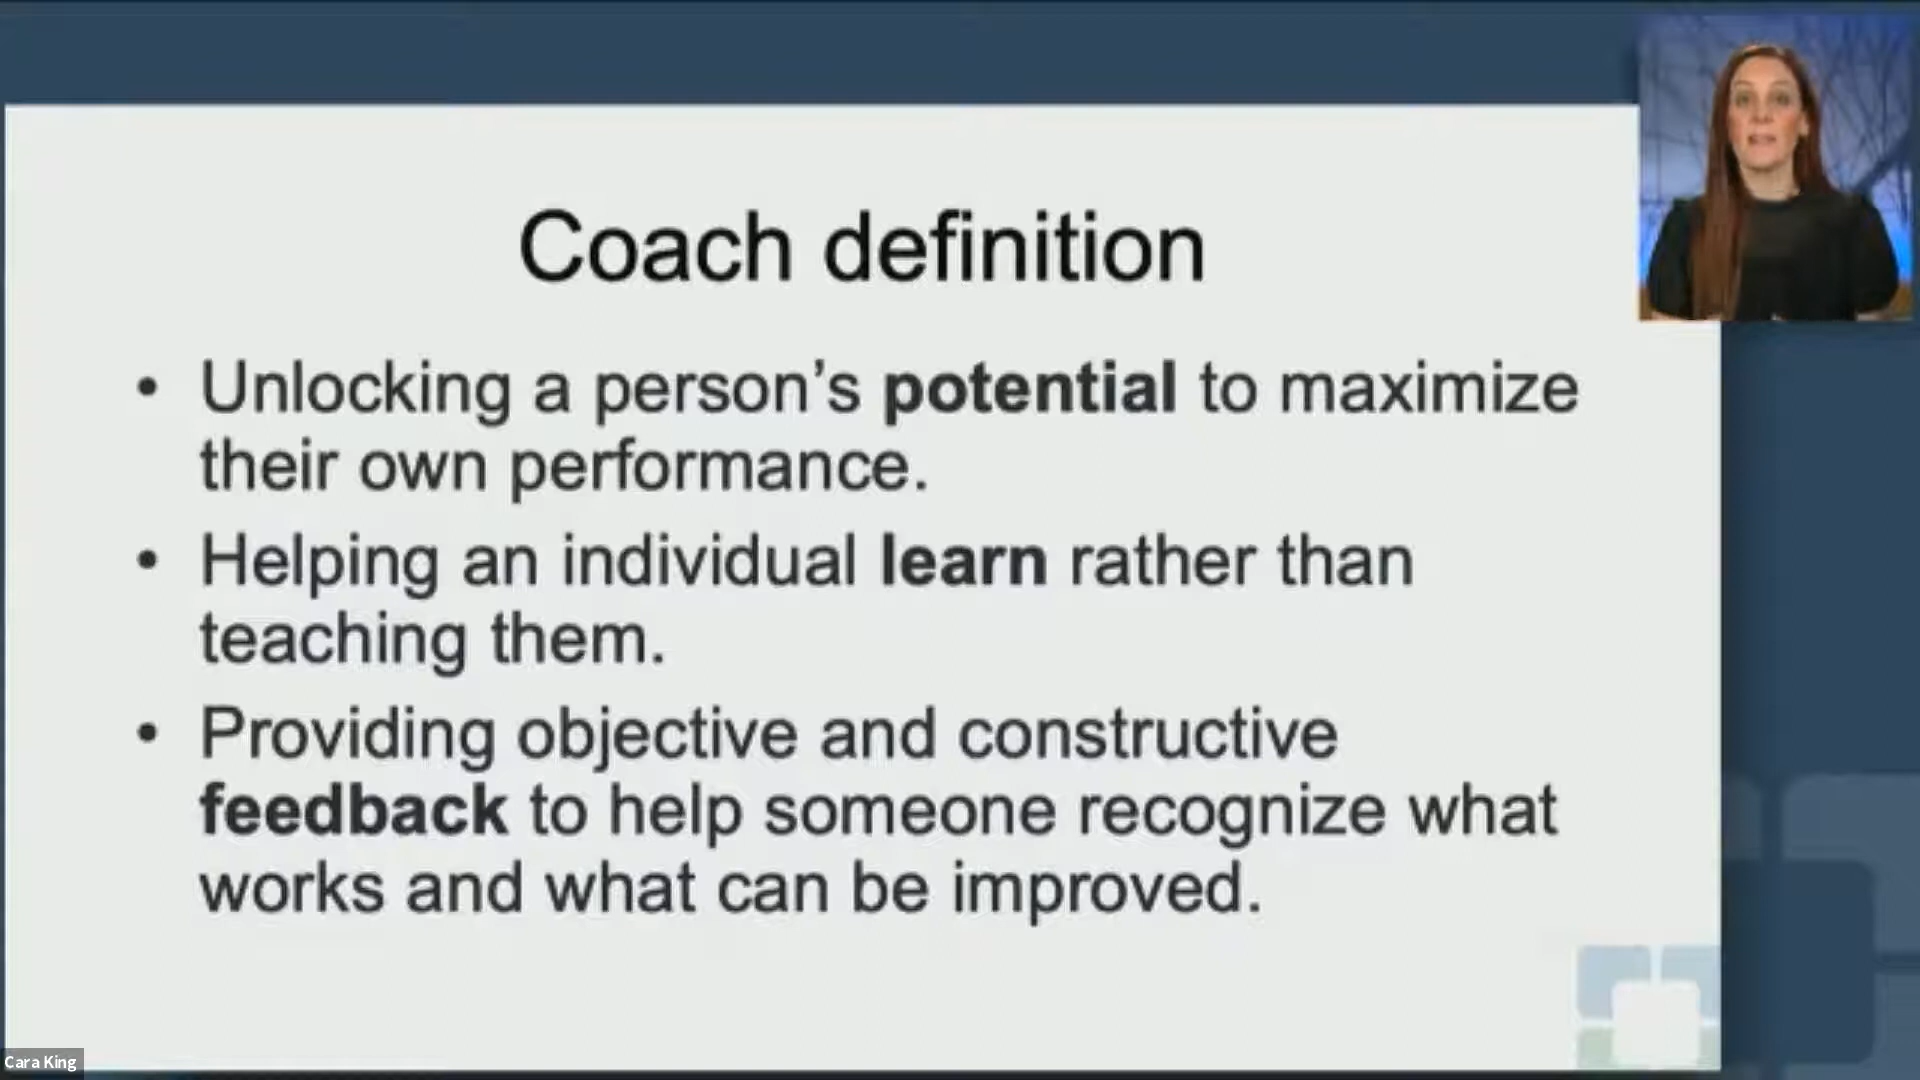 Coach definition
• Unlocking a person’s potential to maximize
their own performance.
• Helping an individual learn rather than
teaching them.
• Providing objective and constructive
feedback to help someone recognize what
works and what can be improved.
Cara King